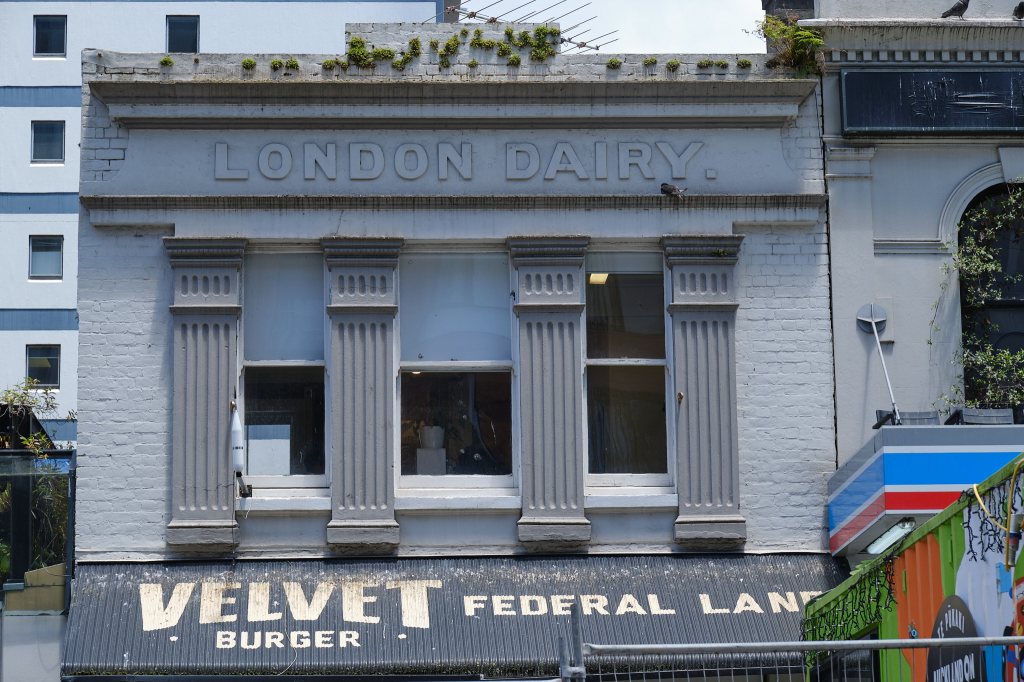 LONDON DAIRY.
VELVET
BURGER
FEDERAL LANE